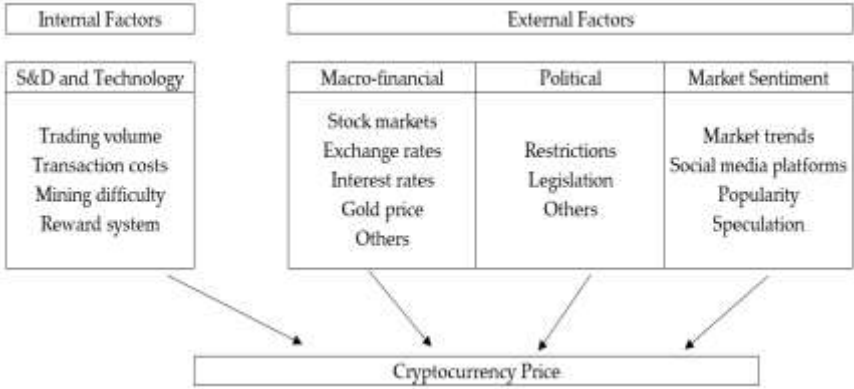 Internal Factors
External Factors
S&D and Technology
Trading volume
Transaction costs
Mining difficulty
Reward system
Macro-financial
Stock markets
Exchange rates
Interest rates
Gold price
Others
Political
Restrictions
Legislation
Others
Market Sentiment
Market trends
Social media platforms
Popularity
Speculation
Cryptocurrency Price